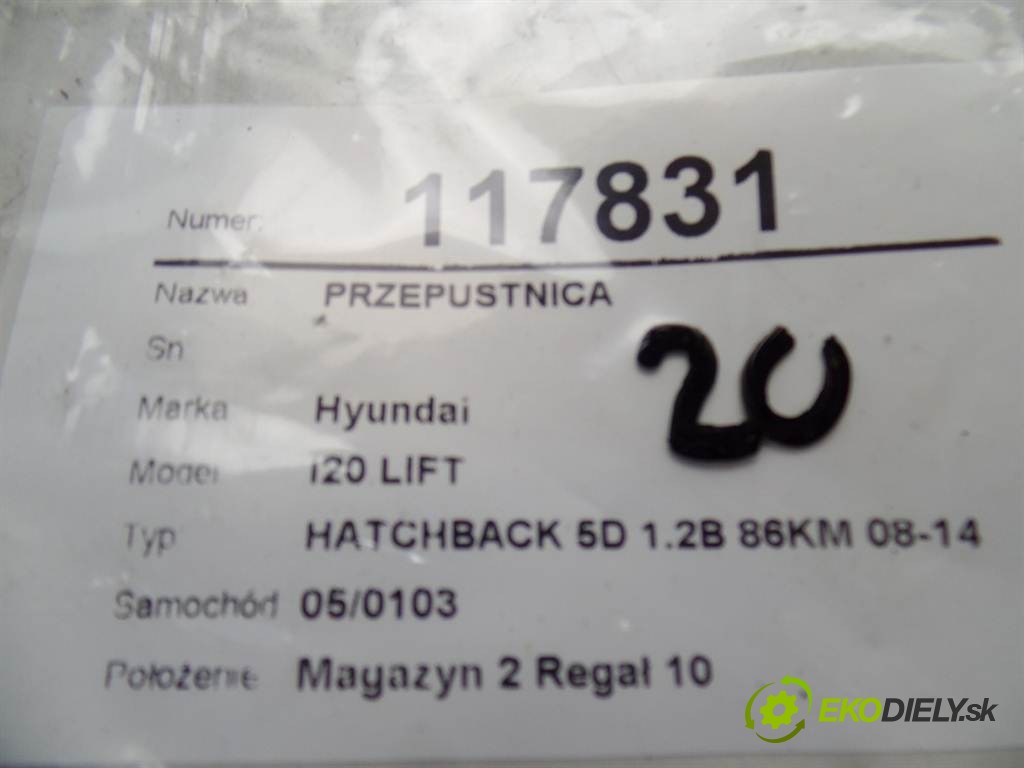 Numer: 117831
Nazwa PRZEPUSTNICA
Sn
20
Marka Hyundai
Model i20 LIFT
Typ HATCHBACK 5D 1.2B 86KM 08-14
Samochód 05/0103
Położenie Magazyn 2 Regał 10
EKODIELY.sk